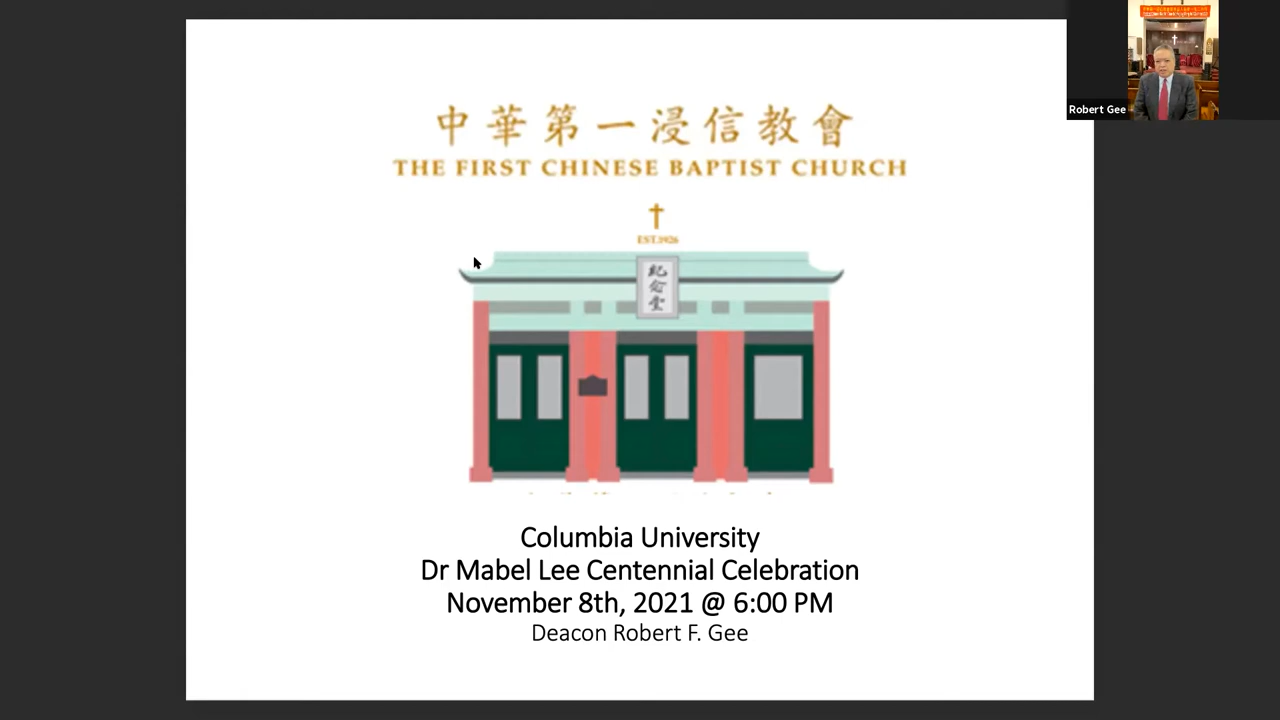 中華第一浸信教會
THE FIRST CHINESE BAPTIST CHURCH
EST.1926
紀念堂
Columbia University
Dr Mabel Lee Centennial Celebration
November 8th, 2021 @ 6:00 PM
Deacon Robert F. Gee
Robert Gee